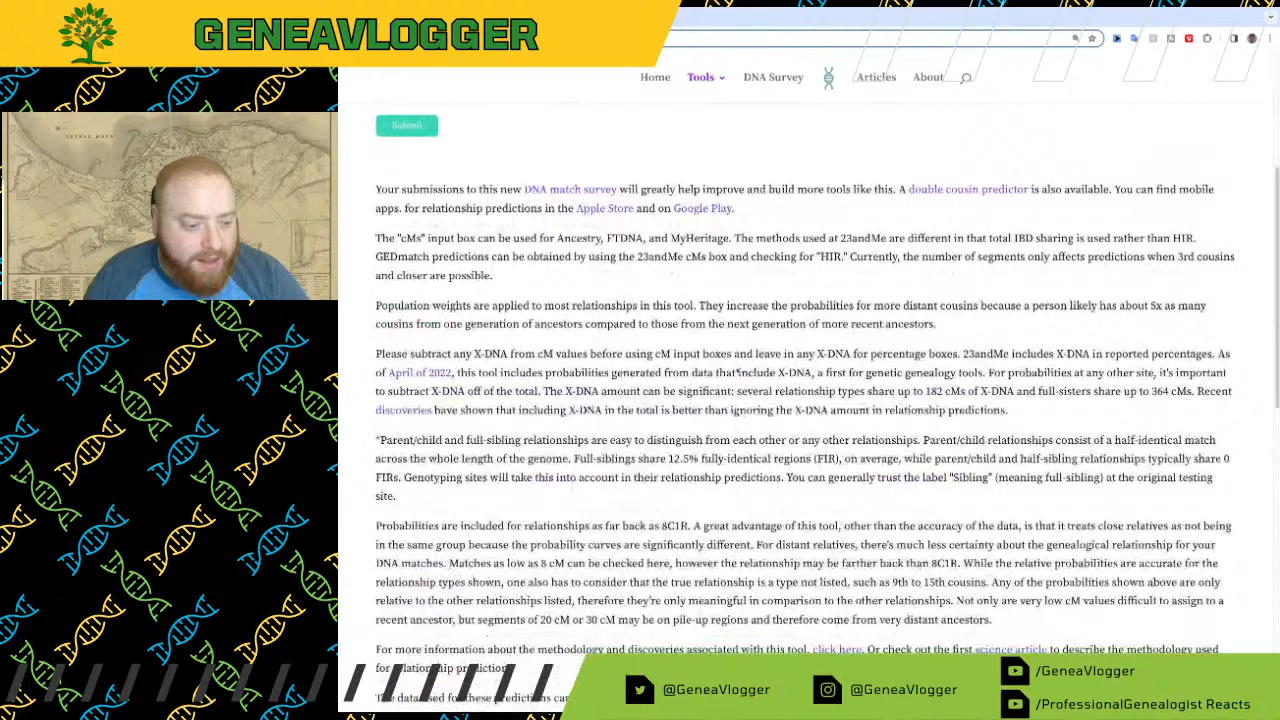 GENEAVLOGGER
Home Tools DNA Survey Articles About
Submit
Your submissions to this new DNA match survey will greatly help improve and build more tools like this. A double cousin predictor is also available. You can find mobile
apps. for relationship predictions in the Apple Store and on Google Play.
The "cMs" input box can be used for Ancestry, FTDNA, and MyHeritage. The methods used at 23andMe are different in that total IBD sharing is used rather than HIR.
GEDmatch predictions can be obtained by using the 23andMe cMs box and checking for "HIR." Currently, the number of segments only affects predictions when 3rd cousins
and closer are possible.
Population weights are applied to most relationships in this tool. They increase the probabilities for more distant cousins because a person likely has about 5x as many
cousins from one generation of ancestors compared to those from the next generation of more recent ancestors.
Please subtract any X-DNA from cM values before using cM input boxes and leave in any X-DNA for percentage boxes. 23andMe includes X-DNA in reported percentages. As
of April of 2022, this tool includes probabilities generated from data that include X-DNA, a first for genetic genealogy tools. For probabilities at any other site, it's important
to subtract X-DNA off of the total. The X-DNA amount can be significant: several relationship types share up to 182 cMs of X-DNA and full-sisters share up to 364 cMs. Recent
discoveries have shown that including X-DNA in the total is better than ignoring the X-DNA amount in relationship predictions.
*Parent/child and full-sibling relationships are easy to distinguish from each other or any other relationships. Parent/child relationships consist of a half-identical match
across the whole length of the genome. Full-siblings share 12.5% fully-identical regions (FIR), on average, while parent/child and half-sibling relationships typically share 0
FIRs. Genotyping sites will take this into account in their relationship predictions. You can generally trust the label "Sibling" (meaning full-sibling) at the original testing
site.
Probabilities are included for relationships as far back as 8C1R. A great advantage of this tool, other than the accuracy of the data, is that it treats close relatives as not being
in the same group because the probability curves are significantly different. For distant relatives, there's much less certainty about the genealogical relationship for your
DNA matches. Matches as low as 8 cM can be checked here, however the relationship may be farther back than 8C1R. While the relative probabilities are accurate for the
relationship types shown, one also has to consider that the true relationship is a type not listed, such as 9th to 15th cousins. Any of the probabilities shown above are only
relative to the other relationships listed, therefore they're only meaningful in comparison to the other relationships. Not only are very low cM values difficult to assign to a
recent ancestor, but segments of 20 cM or 30 cM may be on pile-up regions and therefore come from very distant ancestors.
For more information about the methodology and discoveries associated with this tool, click here. Or check out the first science article to describe the methodology used
for relationship prediction
The data used for these predictions can
@GeneaVlogger
@GeneaVlogger
/GeneaVlogger
/ProfessionalGenealogist Reacts